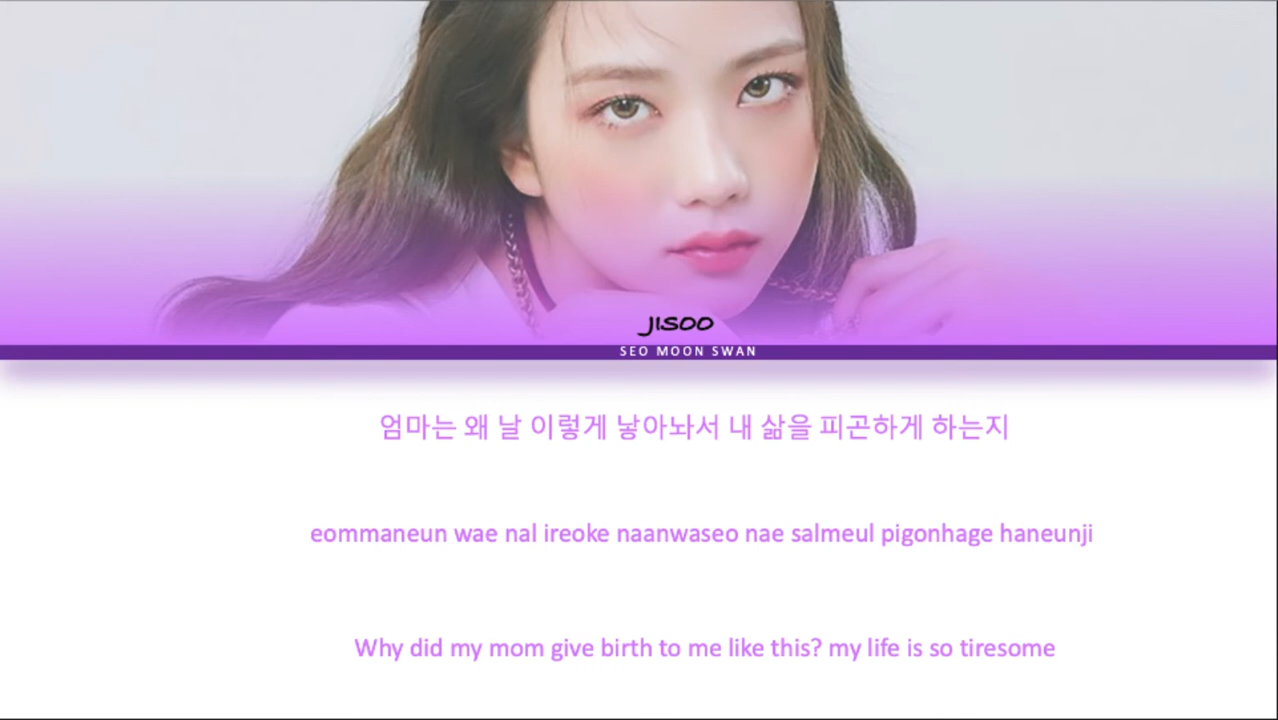 JISOO
SEO MOON SWAN
엄마는 왜 날 이렇게 낳아놔서 내 삶을 피곤하게 하는지
eommaneun wae nal ireoke naanwaseo nae salmeul pigonhage haneunji
Why did my mom give birth to me like this? my life is so tiresome